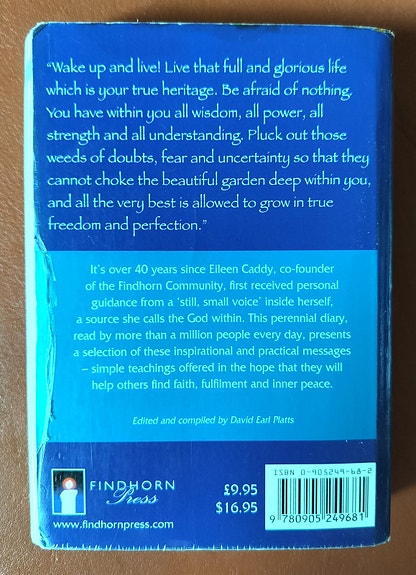 “Wake up and live! Live that full and glorious life
which is your true heritage. Be afraid of nothing.
You have within you all wisdom, all power, all
strength and all understanding. Pluck out those
weeds of doubts, fear and uncertainty so that they
cannot choke the beautiful garden deep within you,
and all the very best is allowed to grow in true
freedom and perfection.”
It's over 40 years since Eileen Caddy, co-founder
of the Findhorn Community, first received personal
guidance from a ‘still, small voice’ inside herself,
a source she calls the God within. This perennial diary,
read by more than a million people every day, presents
a selection of these inspirational and practical messages
– simple teachings offered in the hope that they will
help others find faith, fulfilment and inner peace.
Edited and compiled by David Earl Platts
FINDHORN
Press
www.findhornpress.com
£9.95
$16.95
ISBN 0-905249-68-2
9 780905 249681